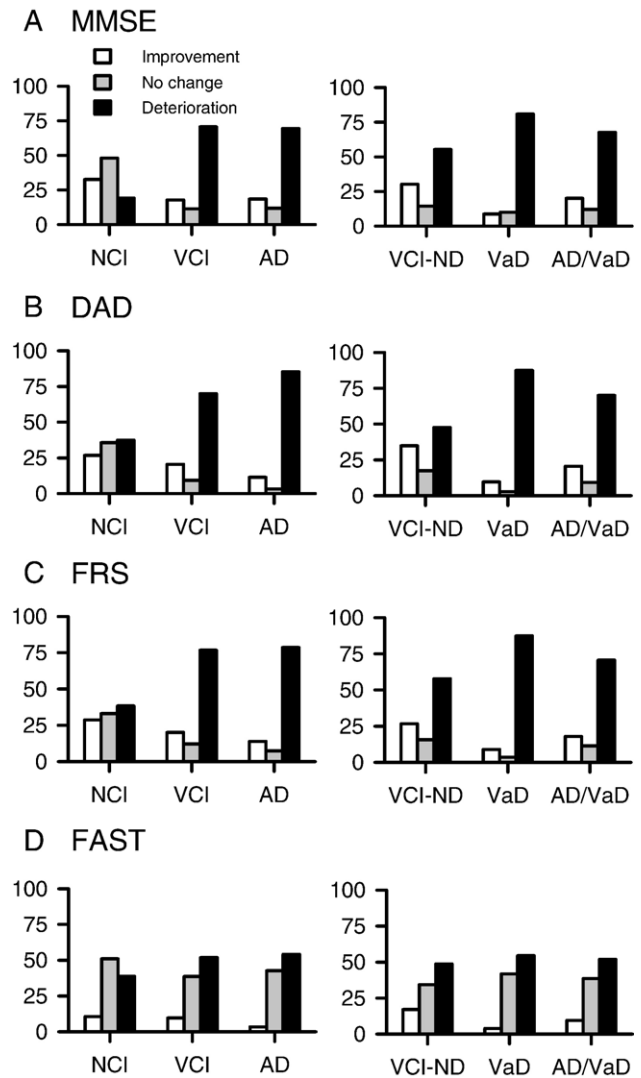 A MMSE
Improvement
No change
Deterioration
100
75
50
25
0
NCI VCI AD
100
75
50
25
0
VCI-ND VaD AD/VaD
B DAD
100
75
50
25
0
NCI VCI AD
100
75
50
25
0
VCI-ND VaD AD/VaD
C FRS
100
75
50
25
0
NCI VCI AD
100
75
50
25
0
VCI-ND VaD AD/VaD
D FAST
100
75
50
25
0
NCI VCI AD
100
75
50
25
0
VCI-ND VaD AD/VaD